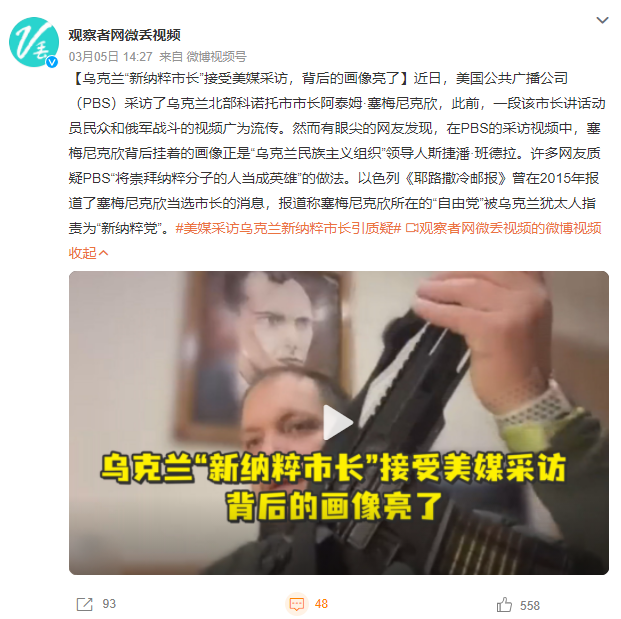 观察者网微丢视频
03月05日 14:27 来自 微博视频号
【乌克兰“新纳粹市长”接受美媒采访，背后的画像亮了】近日，美国公共广播公司
（PBS）采访了乌克兰北部科诺托市市长阿泰姆·塞梅尼克欣，此前，一段该市长讲话动
员民众和俄军战斗的视频广为流传。然而有眼尖的网友发现，在PBS的采访视频中，塞
梅尼克欣背后挂着的画像正是“乌克兰民族主义组织”领导人斯捷潘·班德拉。许多网友质
疑PBS“将崇拜纳粹分子的人当成英雄”的做法。以色列《耶路撒冷邮报》曾在2015年报
道了塞梅尼克欣当选市长的消息，报道称塞梅尼克欣所在的“自由党”被乌克兰犹太人指
责为“新纳粹党”。#美媒采访乌克兰新纳粹市长引质疑# 观察者网微丢视频的微博视频
收起
乌克兰“新纳粹市长”接受美媒采访
背后的画像亮了
93 48 558